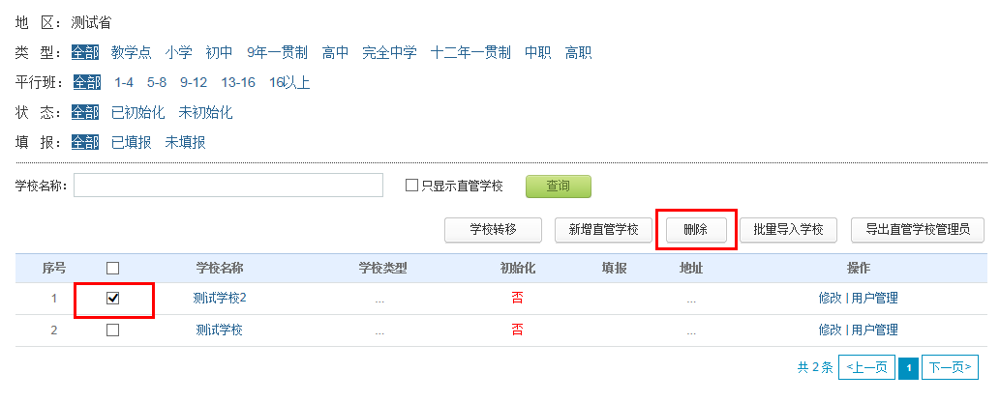 地 区： 测试省
类 型： 全部 教学点 小学 初中 9年一贯制 高中 完全中学 十二年一贯制 中职 高职
平行班： 全部 1-4 5-8 9-12 13-16 16以上
状 态： 全部 已初始化 未初始化
填 报： 全部 已填报 未填报
学校名称： 只显示直管学校 查询
学校转移 新增直管学校 删除 批量导入学校 导出直管学校管理员
序号 学校名称 学校类型 初始化 填报 地址 操作
1 测试学校2 ... 否 ... 修改 | 用户管理
2 测试学校 ... 否 ... 修改 | 用户管理
共 2 条 <上一页 1 下一页>